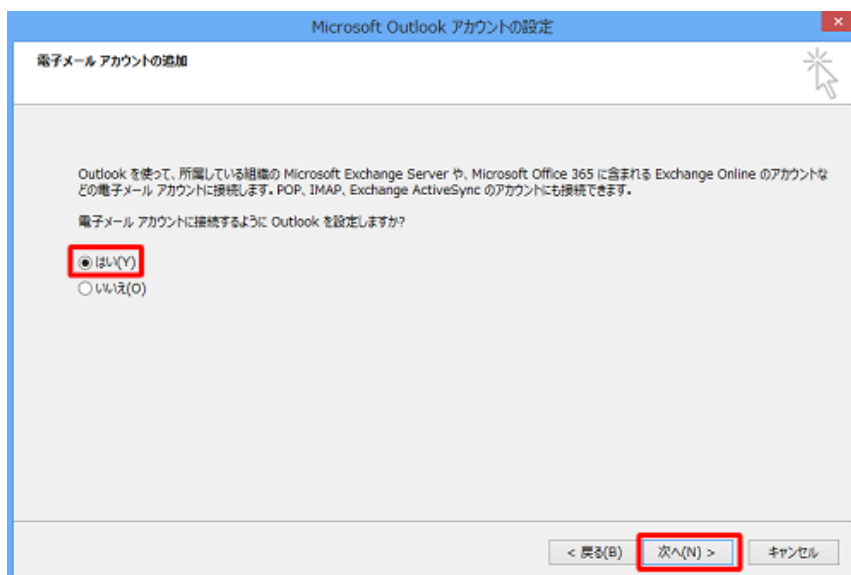 Microsoft Outlook アカウントの設定
電子メール アカウントの追加
Outlook を使って、所属している組織の Microsoft Exchange Server や、Microsoft Office 365 に含まれる Exchange Online のアカウントな
どの電子メール アカウントに接続します。POP、IMAP、Exchange ActiveSync のアカウントにも接続できます。
電子メール アカウントに接続するように Outlook を設定しますか?
はい(Y)
いいえ(O)
< 戻る(B) 次へ(N) > キャンセル